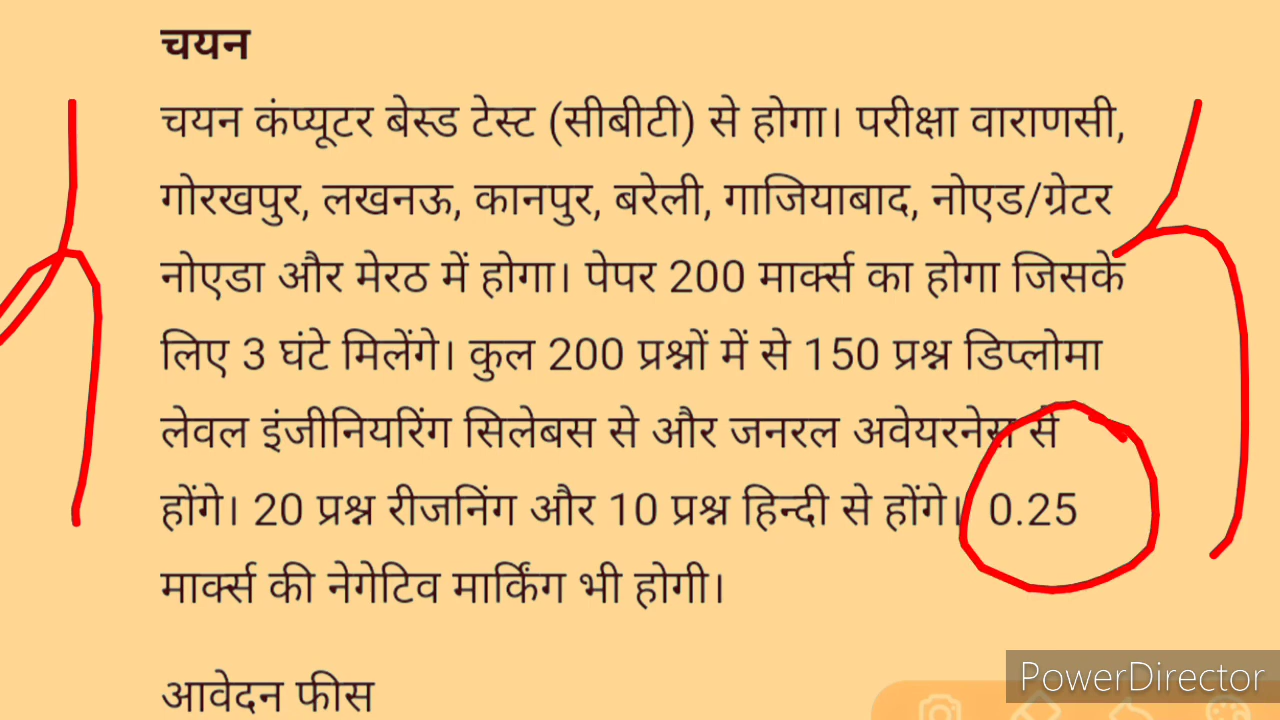 चयन
चयन कंप्यूटर बेस्ड टेस्ट (सीबीटी) से होगा। परीक्षा वाराणसी,
गोरखपुर, लखनऊ, कानपुर, बरेली, गाजियाबाद, नोएड/ग्रेटर
नोएडा और मेरठ में होगा। पेपर 200 मार्क्स का होगा जिसके
लिए 3 घंटे मिलेंगे। कुल 200 प्रश्नों में से 150 प्रश्न डिप्लोमा
लेवल इंजीनियरिंग सिलेबस से और जनरल अवेयरनेस से
होंगे। 20 प्रश्न रीजनिंग और 10 प्रश्न हिन्दी से होंगे। 0.25
मार्क्स की नेगेटिव मार्किंग भी होगी।
आवेदन फीस
PowerDirector